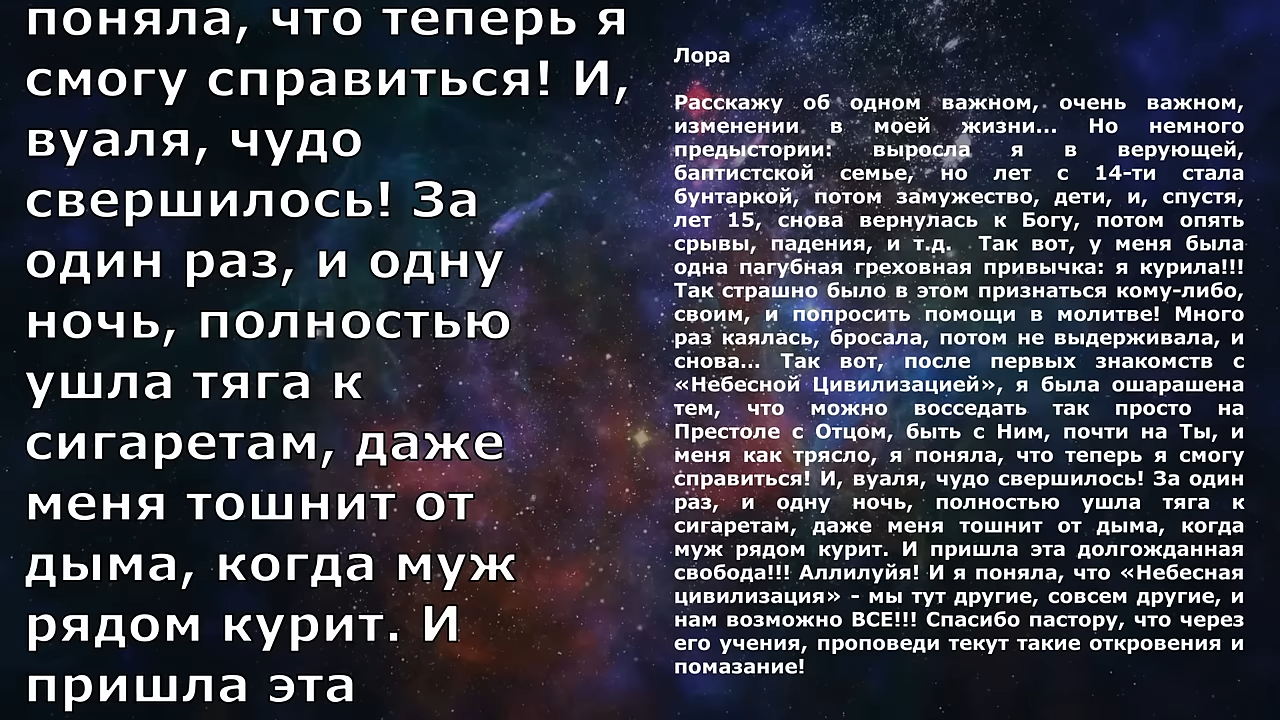 поняла, что теперь я
смогу справиться! И,
вуаля, чудо
свершилось! За
один раз, и одну
ночь, полностью
ушла тяга к
сигаретам, даже
меня тошнит от
дыма, когда муж
рядом курит. И
пришла эта
Лора
Расскажу об одном важном, очень важном,
изменении в моей жизни... Но немного
предыстории: выросла я в верующей,
баптистской семье, но лет с 14-ти стала
бунтаркой, потом замужество, дети, и, спустя,
лет 15, снова вернулась к Богу, потом опять
срывы, падения, и т.д. Так вот, у меня была
одна пагубная греховная привычка: я курила!!!
Так страшно было в этом признаться кому-либо,
своим, и попросить помощи в молитве! Много
раз каялась, бросала, потом не выдерживала, и
снова... Так вот, после первых знакомств с
«Небесной Цивилизацией», я была ошарашена
тем, что можно восседать так просто на
Престоле с Отцом, быть с Ним, почти на Ты, и
меня как трясло, я поняла, что теперь я смогу
справиться! И, вуаля, чудо свершилось! За один
раз, и одну ночь, полностью ушла тяга к
сигаретам, даже меня тошнит от дыма, когда
муж рядом курит. И пришла эта долгожданная
свобода!!! Аллилуйя! И я поняла, что «Небесная
цивилизация» - мы тут другие, совсем другие, и
нам возможно ВСЕ!!! Спасибо пастору, что через
его учения, проповеди текут такие откровения и
помазание!